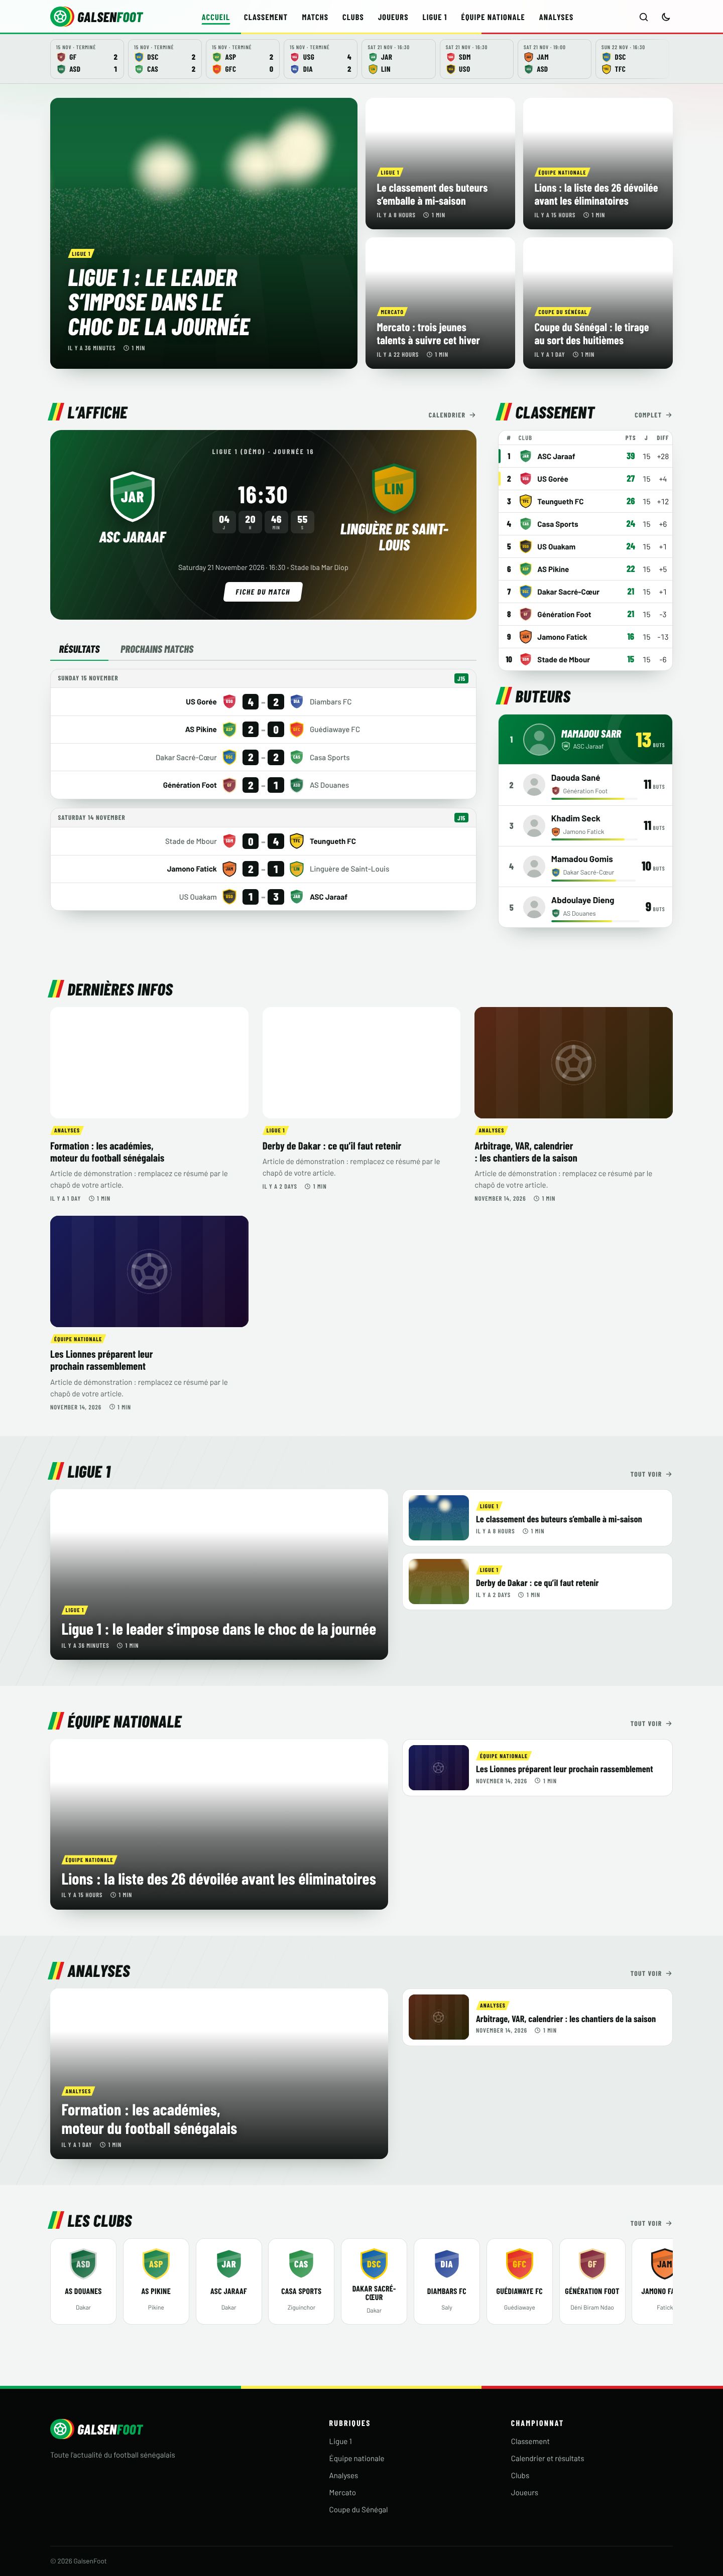 GALSENFOOT
ACCUEIL CLASSEMENT MATCHS CLUBS JOUEURS LIGUE 1 ÉQUIPE NATIONALE ANALYSES
15 NOV · TERMINÉ
GF 2
ASD 1
15 NOV · TERMINÉ
DSC 2
CAS 2
15 NOV · TERMINÉ
ASP 2
GFC 0
15 NOV · TERMINÉ
USG 4
DIA 2
SAT 21 NOV · 16:30
JAR
LIN
SAT 21 NOV · 16:30
SDM
USO
SAT 21 NOV · 19:00
JAM
ASD
SUN 22 NOV · 16:30
DSC
TFC
LIGUE 1
LIGUE 1 : LE LEADER
S’IMPOSE DANS LE
CHOC DE LA JOURNÉE
IL Y A 36 MINUTES 1 MIN
LIGUE 1
Le classement des buteurs
s’emballe à mi-saison
IL Y A 8 HOURS 1 MIN
ÉQUIPE NATIONALE
Lions : la liste des 26 dévoilée
avant les éliminatoires
IL Y A 15 HOURS 1 MIN
MERCATO
Mercato : trois jeunes
talents à suivre cet hiver
IL Y A 22 HOURS 1 MIN
COUPE DU SÉNÉGAL
Coupe du Sénégal : le tirage
au sort des huitièmes
IL Y A 1 DAY 1 MIN
L’AFFICHE
CALENDRIER →
LIGUE 1 (DÉMO) · JOURNÉE 16
JAR
ASC JARAAF
16:30
04 20 46 55
J H MIN S
LIN
LINGUÈRE DE SAINT-
LOUIS
Saturday 21 November 2026 · 16:30 · Stade Iba Mar Diop
FICHE DU MATCH
RÉSULTATS PROCHAINS MATCHS
SUNDAY 15 NOVEMBER J15
US Gorée 4 – 2 Diambars FC
AS Pikine 2 – 0 Guédiawaye FC
Dakar Sacré-Cœur 2 – 2 Casa Sports
Génération Foot 2 – 1 AS Douanes
SATURDAY 14 NOVEMBER J15
Stade de Mbour 0 – 4 Teungueth FC
Jamono Fatick 2 – 1 Linguère de Saint-Louis
US Ouakam 1 – 3 ASC Jaraaf
CLASSEMENT
COMPLET →
# CLUB PTS J DIFF
1 ASC Jaraaf 39 15 +28
2 US Gorée 27 15 +4
3 Teungueth FC 26 15 +12
4 Casa Sports 24 15 +6
5 US Ouakam 24 15 +1
6 AS Pikine 22 15 +5
7 Dakar Sacré-Cœur 21 15 +1
8 Génération Foot 21 15 -3
9 Jamono Fatick 16 15 -13
10 Stade de Mbour 15 15 -6
BUTEURS
1 MAMADOU SARR 13 BUTS
ASC Jaraaf
2 Daouda Sané 11 BUTS
Génération Foot
3 Khadim Seck 11 BUTS
Jamono Fatick
4 Mamadou Gomis 10 BUTS
Dakar Sacré-Cœur
5 Abdoulaye Dieng 9 BUTS
AS Douanes
DERNIÈRES INFOS
ANALYSES
Formation : les académies,
moteur du football sénégalais
Article de démonstration : remplacez ce résumé par le
chapô de votre article.
IL Y A 1 DAY 1 MIN
LIGUE 1
Derby de Dakar : ce qu’il faut retenir
Article de démonstration : remplacez ce résumé par le
chapô de votre article.
IL Y A 2 DAYS 1 MIN
ANALYSES
Arbitrage, VAR, calendrier
: les chantiers de la saison
Article de démonstration : remplacez ce résumé par le
chapô de votre article.
NOVEMBER 14, 2026 1 MIN
ÉQUIPE NATIONALE
Les Lionnes préparent leur
prochain rassemblement
Article de démonstration : remplacez ce résumé par le
chapô de votre article.
NOVEMBER 14, 2026 1 MIN
LIGUE 1
TOUT VOIR →
LIGUE 1
Ligue 1 : le leader s’impose dans le choc de la journée
IL Y A 36 MINUTES 1 MIN
LIGUE 1
Le classement des buteurs s’emballe à mi-saison
IL Y A 8 HOURS 1 MIN
LIGUE 1
Derby de Dakar : ce qu’il faut retenir
IL Y A 2 DAYS 1 MIN
ÉQUIPE NATIONALE
TOUT VOIR →
ÉQUIPE NATIONALE
Lions : la liste des 26 dévoilée avant les éliminatoires
IL Y A 15 HOURS 1 MIN
ÉQUIPE NATIONALE
Les Lionnes préparent leur prochain rassemblement
NOVEMBER 14, 2026 1 MIN
ANALYSES
TOUT VOIR →
ANALYSES
Formation : les académies,
moteur du football sénégalais
IL Y A 1 DAY 1 MIN
ANALYSES
Arbitrage, VAR, calendrier : les chantiers de la saison
NOVEMBER 14, 2026 1 MIN
LES CLUBS
TOUT VOIR →
ASD
AS DOUANES
Dakar
ASP
AS PIKINE
Pikine
JAR
ASC JARAAF
Dakar
CAS
CASA SPORTS
Ziguinchor
DSC
DAKAR SACRÉ-
CŒUR
Dakar
DIA
DIAMBARS FC
Saly
GFC
GUÉDIAWAYE FC
Guédiawaye
GF
GÉNÉRATION FOOT
Déni Biram Ndao
JAM
JAMONO FA
Fatick
GALSENFOOT
Toute l’actualité du football sénégalais
RUBRIQUES
Ligue 1
Équipe nationale
Analyses
Mercato
Coupe du Sénégal
CHAMPIONNAT
Classement
Calendrier et résultats
Clubs
Joueurs
© 2026 GalsenFoot